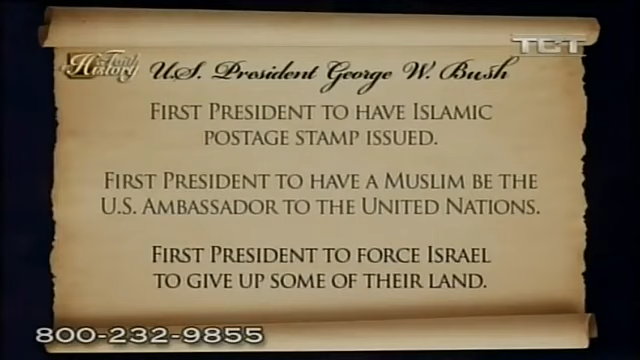 Faith
History
TCT
U.S. President George W. Bush
FIRST PRESIDENT TO HAVE ISLAMIC
POSTAGE STAMP ISSUED.
FIRST PRESIDENT TO HAVE A MUSLIM BE THE
U.S. AMBASSADOR TO THE UNITED NATIONS.
FIRST PRESIDENT TO FORCE ISRAEL
TO GIVE UP SOME OF THEIR LAND.
800-232-9855